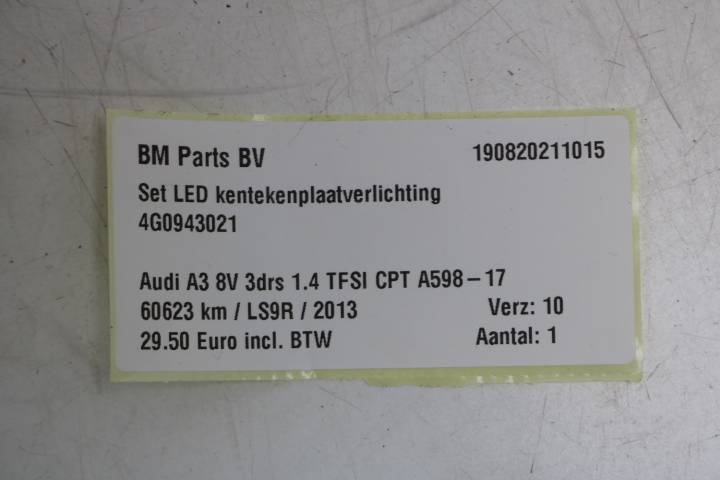 BM Parts BV 190820211015
Set LED kentekenplaatverlichting
4G0943021
Audi A3 8V 3drs 1.4 TFSI CPT A598-17
60623 km / LS9R / 2013 Verz: 10
29.50 Euro incl. BTW Aantal: 1